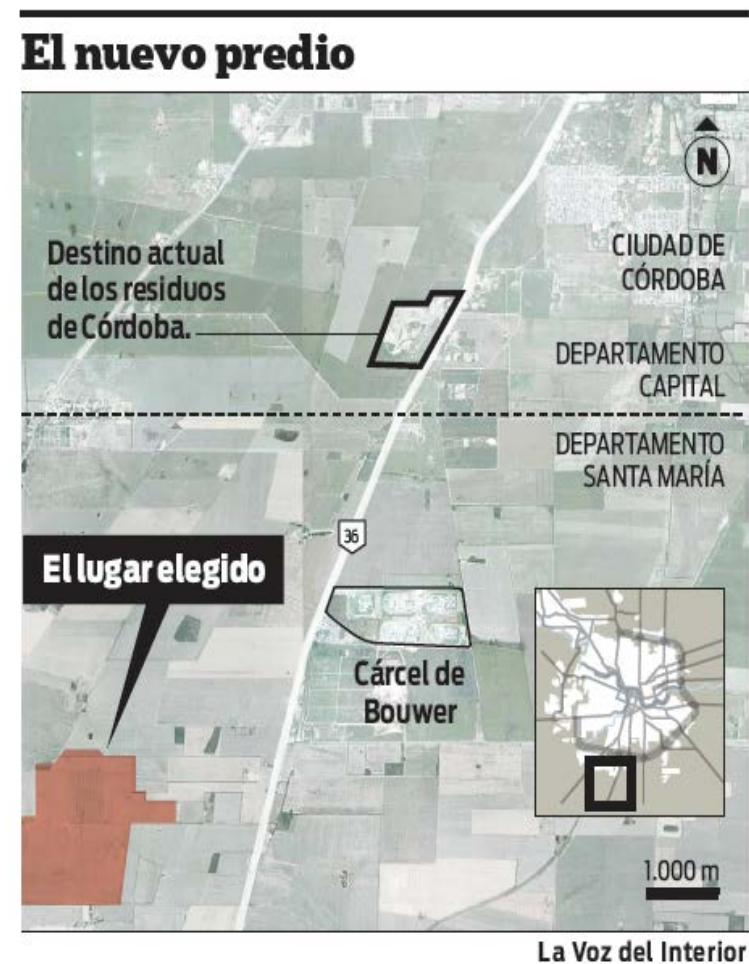 El nuevo predio
N
Destino actual
de los residuos
de Córdoba.
CIUDAD DE
CÓRDOBA
DEPARTAMENTO
CAPITAL
DEPARTAMENTO
SANTA MARÍA
36
El lugar elegido
Cárcel de
Bouwer
1.000 m
La Voz del Interior